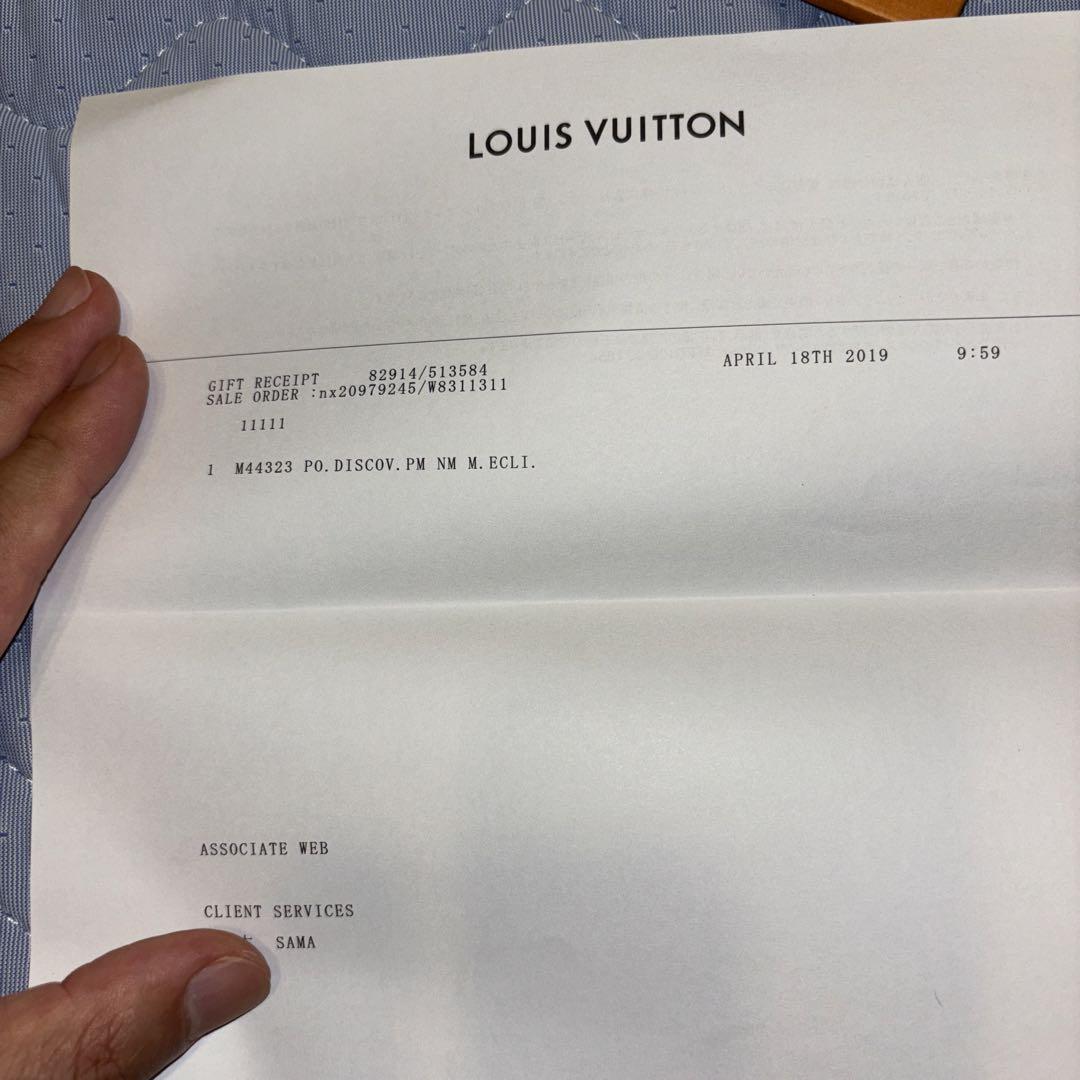 LOUIS VUITTON
GIFT RECEIPT 82914/513584 APRIL 18TH 2019 9:59
SALE ORDER :nx20979245/W8311311
11111
1 M44323 PO.DISCOV.PM NM M.ECLI.
ASSOCIATE WEB
CLIENT SERVICES
SAMA